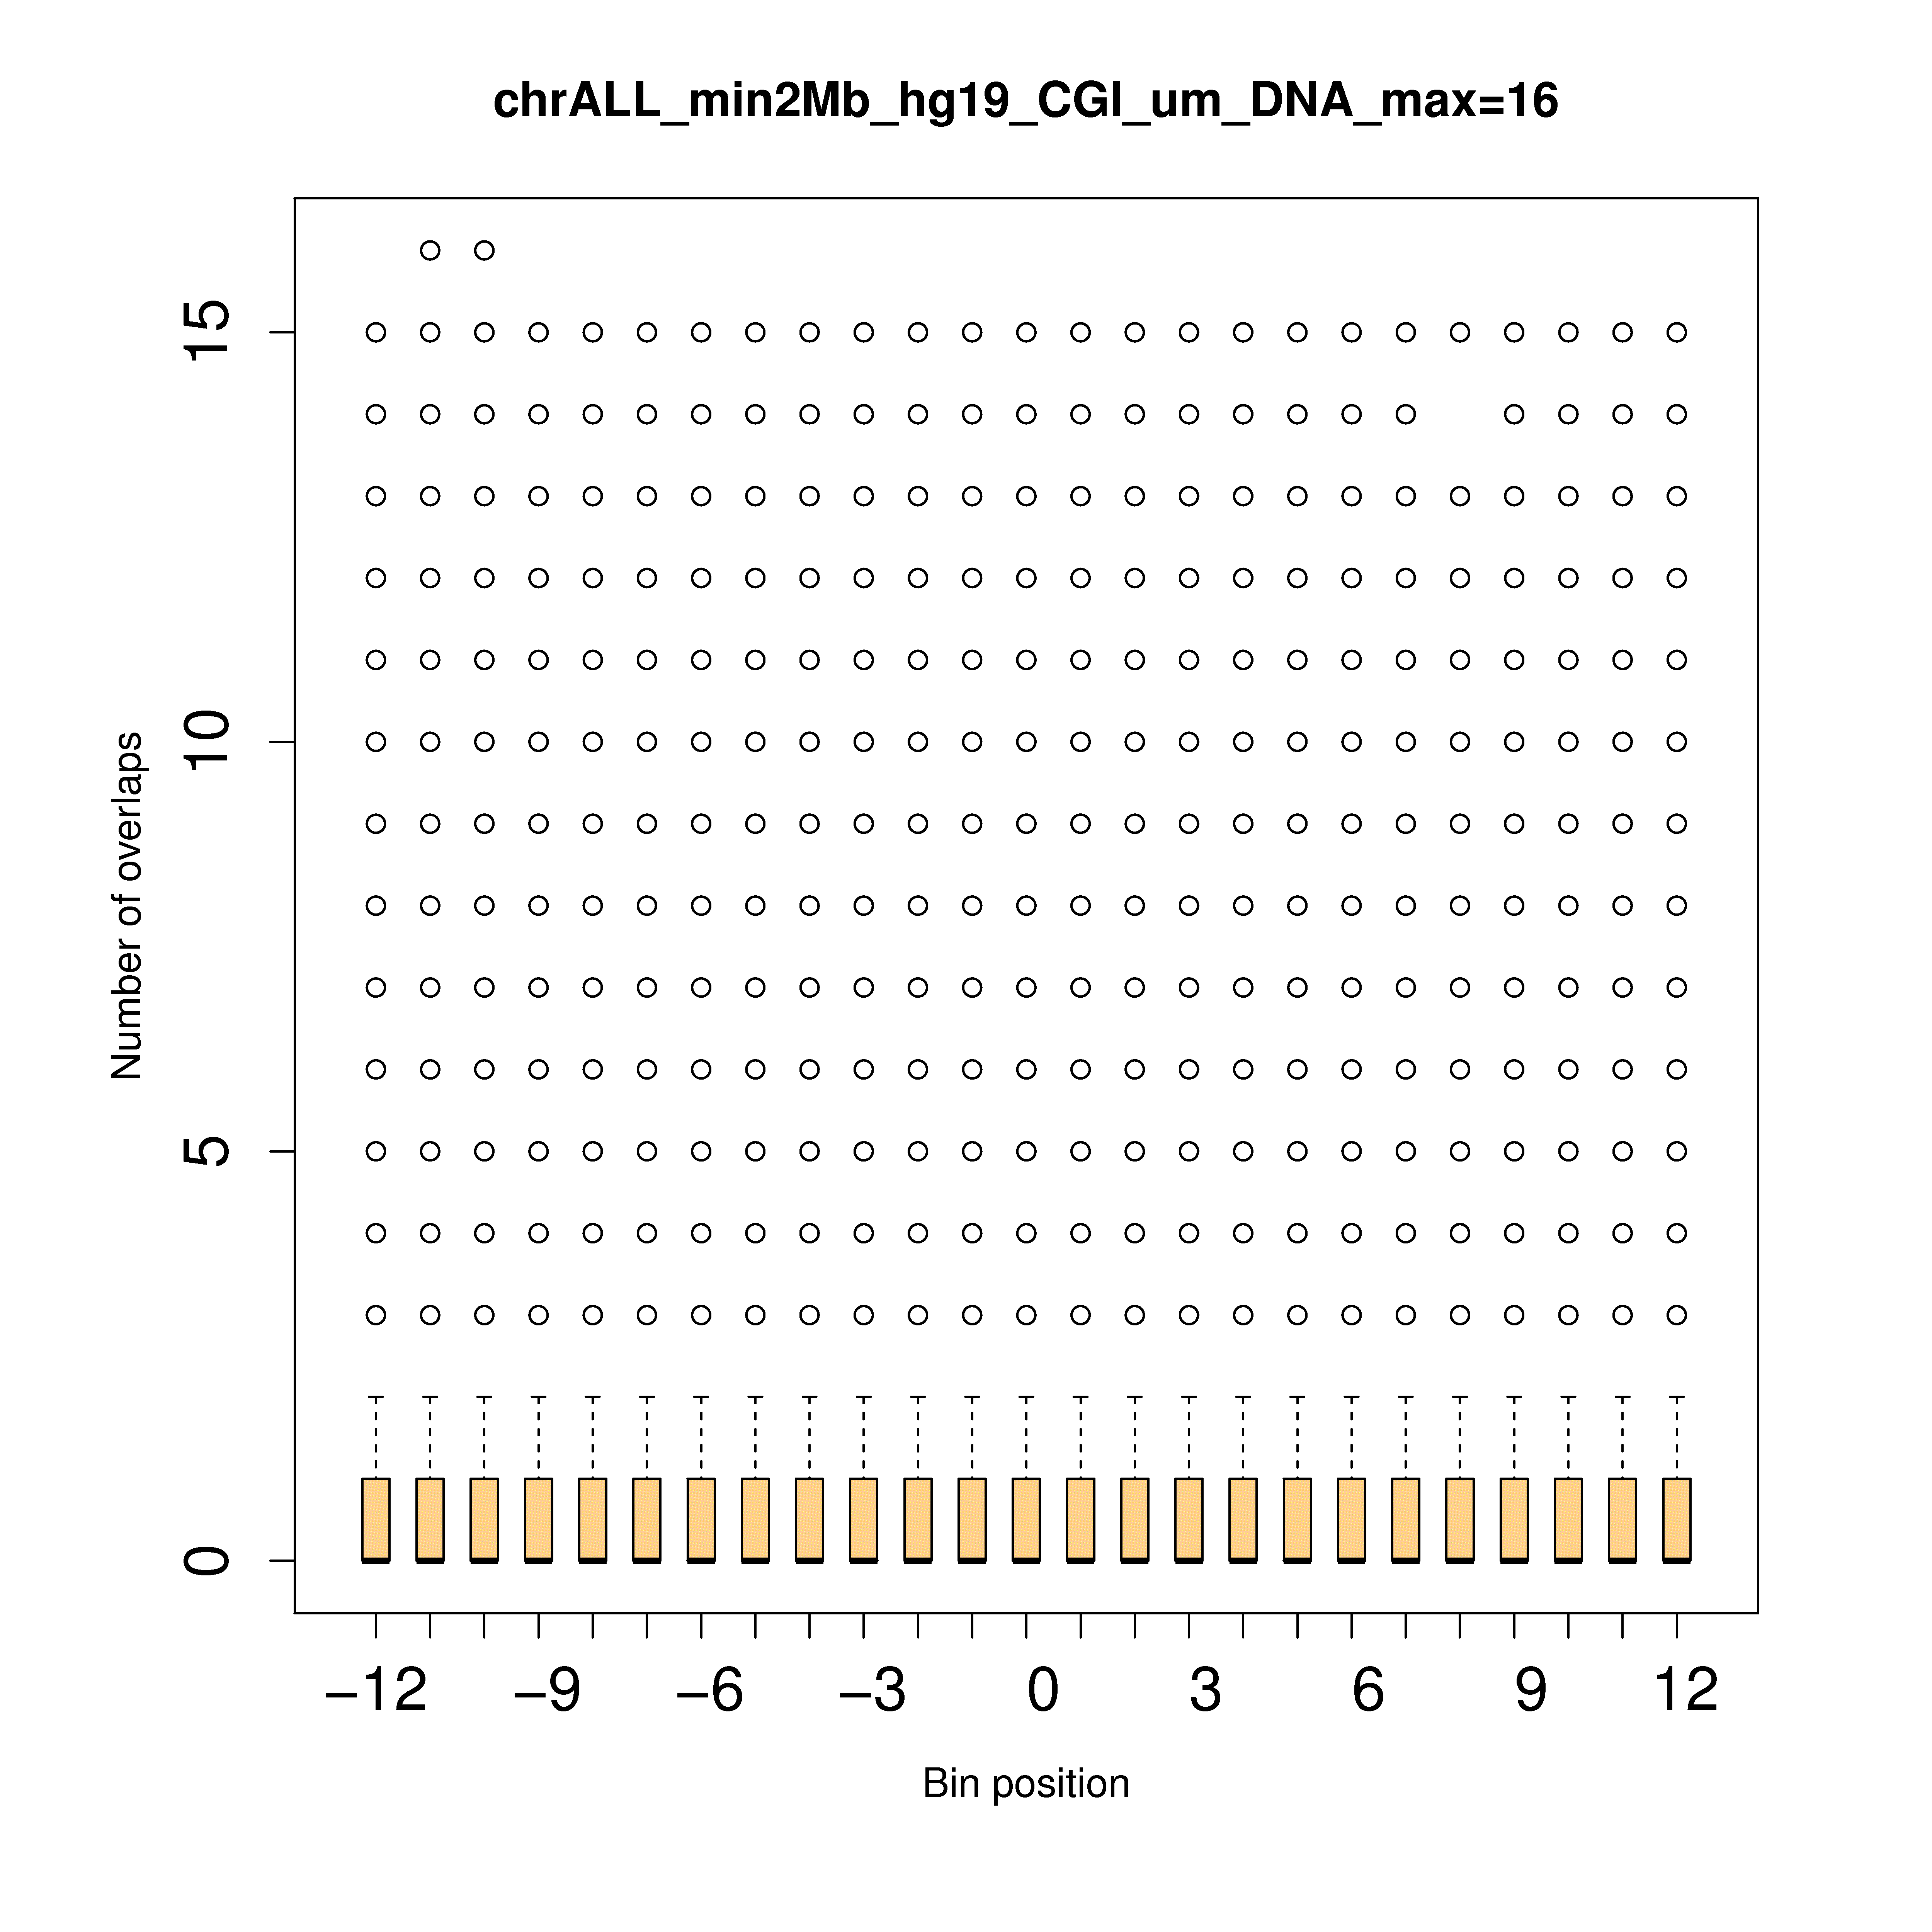 chrALL_min2Mb_hg19_CGI_um_DNA_max=16
15
10
5
0
Number of overlaps
−12 −9 −6 −3 0 3 6 9 12
Bin position